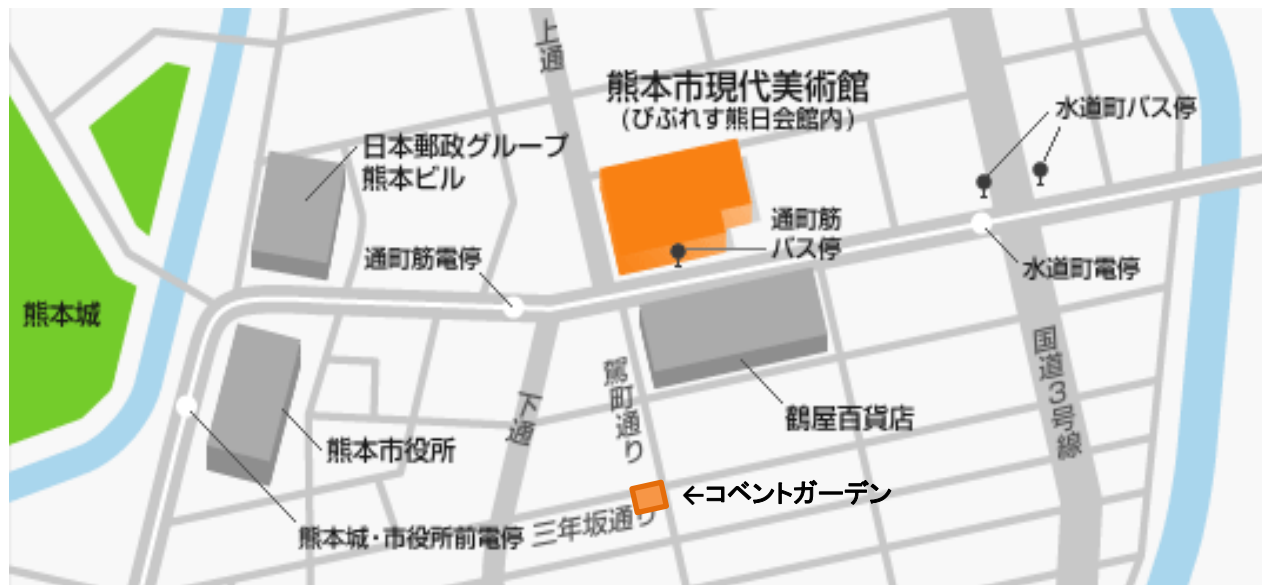 上通
熊本市現代美術館
(びぷれす熊日会館内)
水道町バス停
日本郵政グループ
熊本ビル
通町筋
バス停
通町筋電停
水道町電停
熊本城
国道3号線
駕町通り
下通
鶴屋百貨店
熊本市役所
←コベントガーデン
三年坂通り
熊本城・市役所前電停